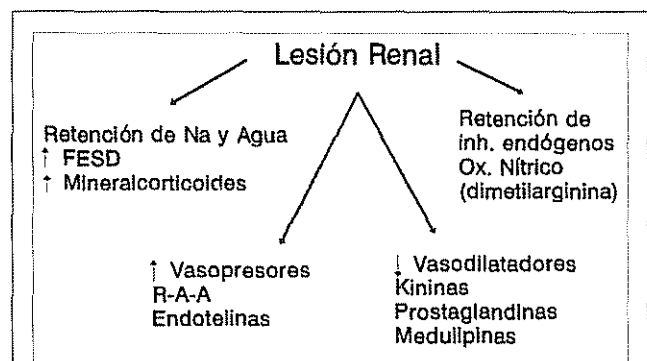 Lesión Renal
Retención de Na y Agua
↑ FESD
↑ Mineralcorticoides
Retención de
inh. endógenos
Ox. Nítrico
(dimetilarginina)
↑ Vasopresores
R-A-A
Endotelinas
↓ Vasodilatadores
Kininas
Prostaglandinas
Medulipinas